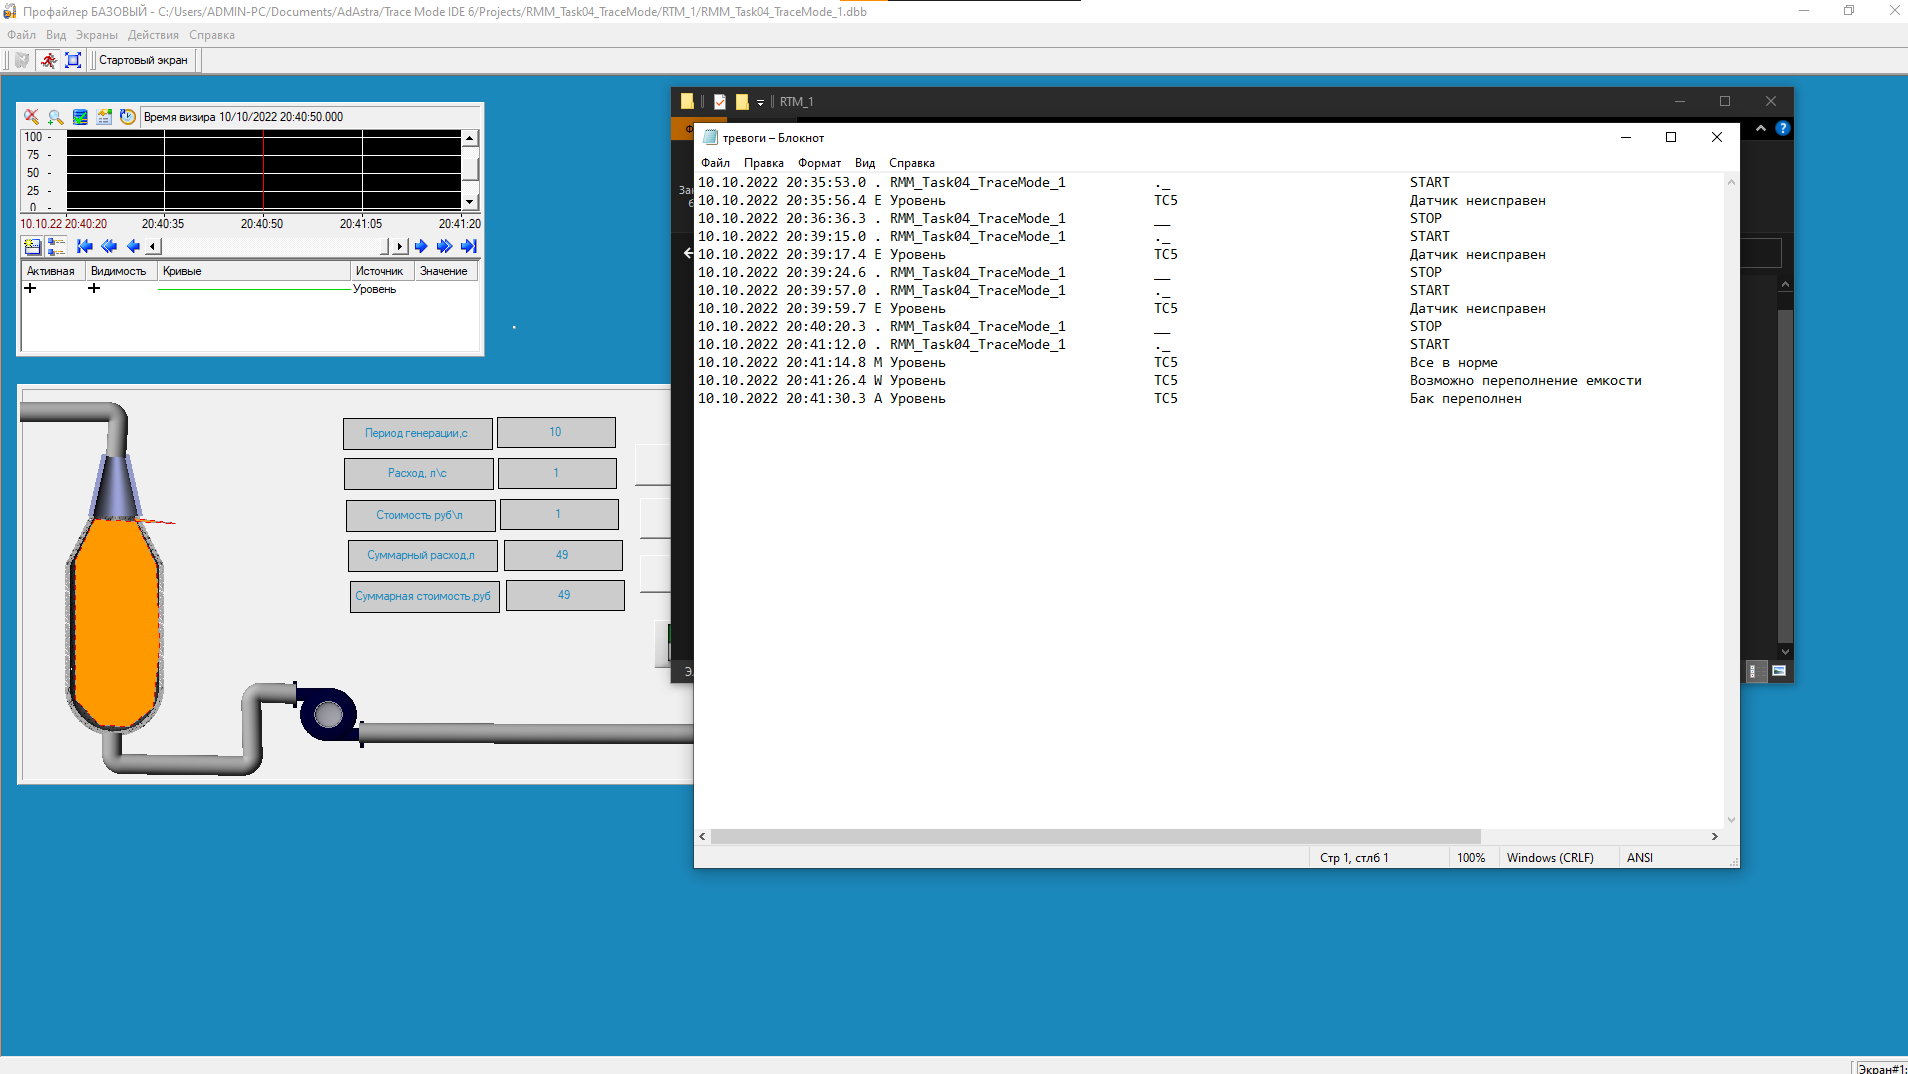 Профайлер БАЗОВЫЙ - C:/Users/ADMIN-PC/Documents/AdAstra/Trace Mode IDE 6/Projects/RMM_Task04_TraceMode/RTM_1/RMM_Task04_TraceMode_1.dbb
Файл Вид Экраны Действия Справка
Стартовый экран
Время визира 10/10/2022 20:40:50.000
100
75
50
25
0
10.10.22 20:40:20 20:40:35 20:40:50 20:41:05 20:41:20
Активная Видимость Кривые Источник Значение
Уровень
Период генерации,с 10
Расход, л\с 1
Стоимость руб\л 1
Суммарный расход,л 49
Суммарная стоимость,руб 49
RTM_1
тревоги – Блокнот
Файл Правка Формат Вид Справка
10.10.2022 20:35:53.0 . RMM_Task04_TraceMode_1 ._ START
10.10.2022 20:35:56.4 E Уровень TC5 Датчик неисправен
10.10.2022 20:36:36.3 . RMM_Task04_TraceMode_1 __ STOP
10.10.2022 20:39:15.0 . RMM_Task04_TraceMode_1 ._ START
10.10.2022 20:39:17.4 E Уровень TC5 Датчик неисправен
10.10.2022 20:39:24.6 . RMM_Task04_TraceMode_1 __ STOP
10.10.2022 20:39:57.0 . RMM_Task04_TraceMode_1 ._ START
10.10.2022 20:39:59.7 E Уровень TC5 Датчик неисправен
10.10.2022 20:40:20.3 . RMM_Task04_TraceMode_1 __ STOP
10.10.2022 20:41:12.0 . RMM_Task04_TraceMode_1 ._ START
10.10.2022 20:41:14.8 M Уровень TC5 Все в норме
10.10.2022 20:41:26.4 W Уровень TC5 Возможно переполнение емкости
10.10.2022 20:41:30.3 A Уровень TC5 Бак переполнен
Стр 1, стлб 1 100% Windows (CRLF) ANSI
Экран#1: